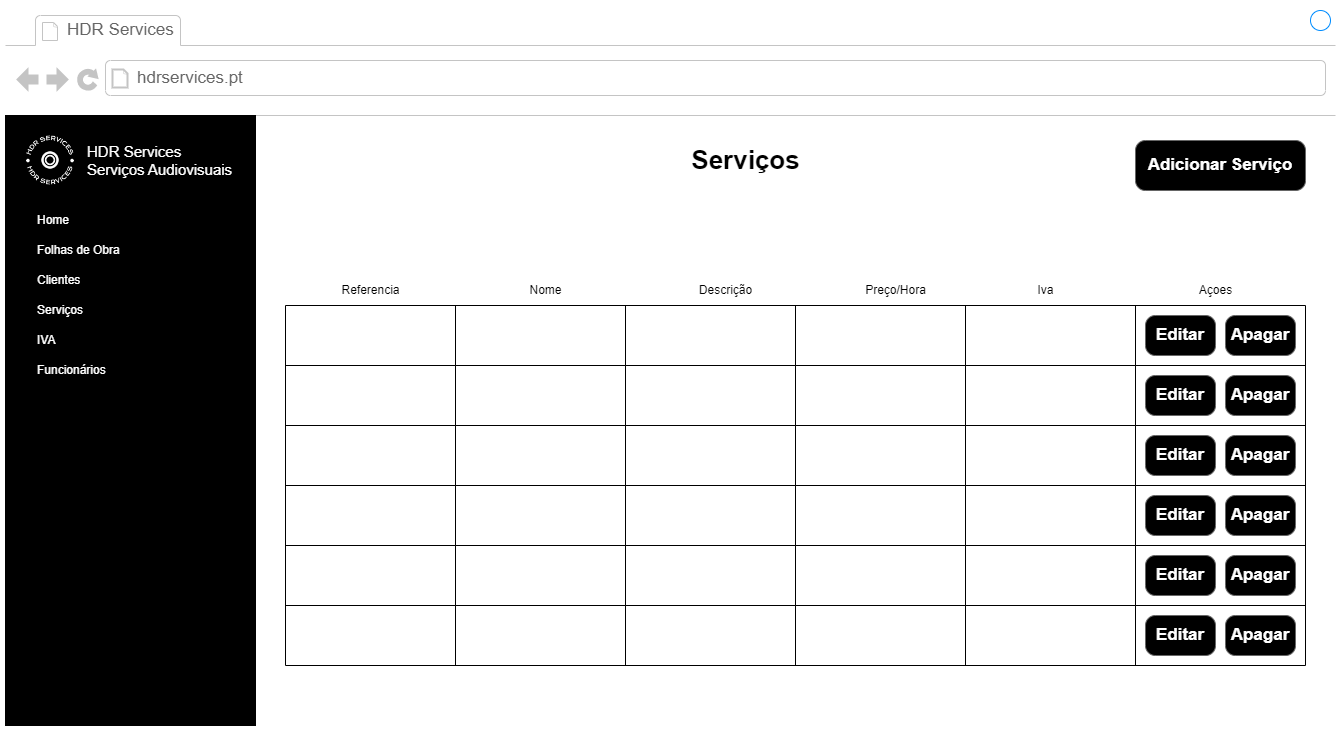 HDR Services
hdrservices.pt
HDR SERVICES
HDR SERVICES
HDR Services
Serviços Audiovisuais
Home
Folhas de Obra
Clientes
Serviços
IVA
Funcionários
Serviços
Adicionar Serviço
Referencia Nome Descrição Preço/Hora Iva Açoes
Editar Apagar
Editar Apagar
Editar Apagar
Editar Apagar
Editar Apagar
Editar Apagar